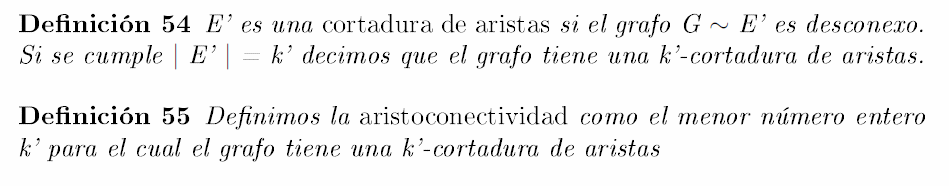 Definición 54 E' es una cortadura de aristas si el grafo G ∼ E' es desconexo.
Si se cumple | E' | = k' decimos que el grafo tiene una k'-cortadura de aristas.
Definición 55 Definimos la aristoconectividad como el menor número entero
k' para el cual el grafo tiene una k'-cortadura de aristas